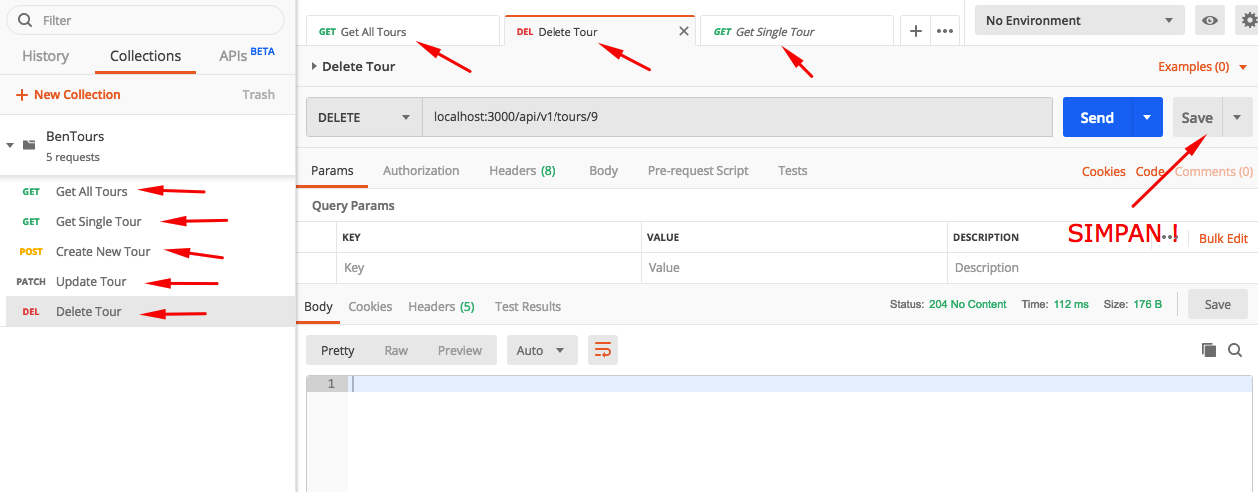 Filter
History Collections APIs BETA
+ New Collection Trash
BenTours
5 requests
GET Get All Tours
GET Get Single Tour
POST Create New Tour
PATCH Update Tour
DEL Delete Tour
GET Get All Tours DEL Delete Tour GET Get Single Tour
No Environment
Delete Tour Examples (0)
DELETE localhost:3000/api/v1/tours/9 Send Save
Params Authorization Headers (8) Body Pre-request Script Tests Cookies Code Comments (0)
Query Params
KEY VALUE DESCRIPTION SIMPAN ! Bulk Edit
Key Value Description
Body Cookies Headers (5) Test Results Status: 204 No Content Time: 112 ms Size: 176 B Save
Pretty Raw Preview Auto
1